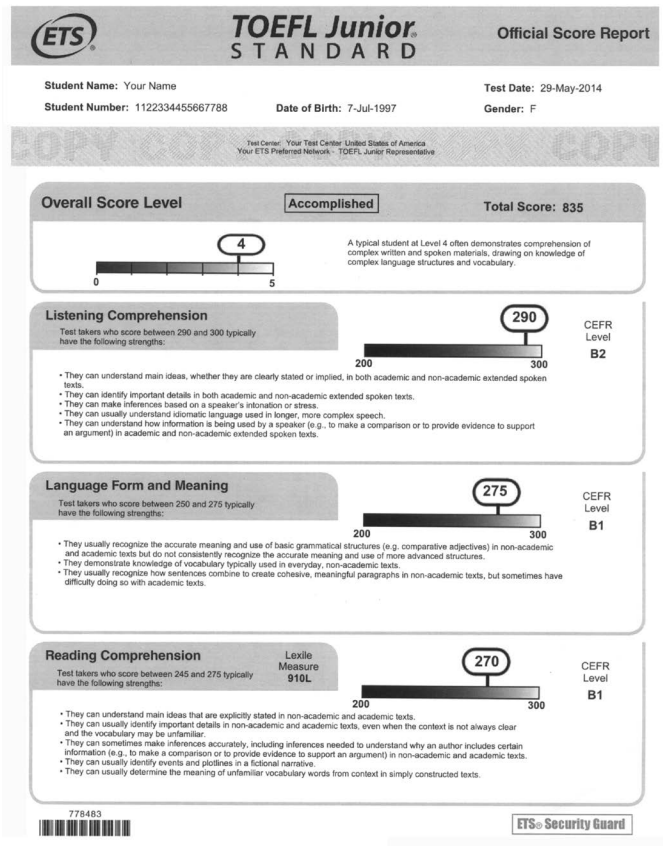 ETS
TOEFL Junior
STANDARD
Official Score Report
Student Name: Your Name
Test Date: 29-May-2014
Student Number: 1122334455667788
Date of Birth: 7-Jul-1997
Gender: F
COPY COPY COPY
Test Center: Your Test Center United States of America
Your ETS Preferred Network - TOEFL Junior Representative
Overall Score Level
Accomplished
Total Score: 835
4
0
5
A typical student at Level 4 often demonstrates comprehension of
complex written and spoken materials, drawing on knowledge of
complex language structures and vocabulary.
Listening Comprehension
Test takers who score between 290 and 300 typically
have the following strengths:
290
200
300
CEFR
Level
B2
• They can understand main ideas, whether they are clearly stated or implied, in both academic and non-academic extended spoken
texts.
• They can identify important details in both academic and non-academic extended spoken texts.
• They can make inferences based on a speaker's intonation or stress.
• They can usually understand idiomatic language used in longer, more complex speech.
• They can understand how information is being used by a speaker (e.g., to make a comparison or to provide evidence to support
an argument) in academic and non-academic extended spoken texts.
Language Form and Meaning
Test takers who score between 250 and 275 typically
have the following strengths:
275
200
300
CEFR
Level
B1
• They usually recognize the accurate meaning and use of basic grammatical structures (e.g. comparative adjectives) in non-academic
and academic texts but do not consistently recognize the accurate meaning and use of more advanced structures.
• They demonstrate knowledge of vocabulary typically used in everyday, non-academic texts.
• They usually recognize how sentences combine to create cohesive, meaningful paragraphs in non-academic texts, but sometimes have
difficulty doing so with academic texts.
Reading Comprehension
Test takers who score between 245 and 275 typically
have the following strengths:
Lexile
Measure
910L
270
200
300
CEFR
Level
B1
• They can understand main ideas that are explicitly stated in non-academic and academic texts.
• They can usually identify important details in non-academic and academic texts, even when the context is not always clear
and the vocabulary may be unfamiliar.
• They can sometimes make inferences accurately, including inferences needed to understand why an author includes certain
information (e.g., to make a comparison or to provide evidence to support an argument) in non-academic and academic texts.
• They can usually identify events and plotlines in a fictional narrative.
• They can usually determine the meaning of unfamiliar vocabulary words from context in simply constructed texts.
778483
ETS® Security Guard